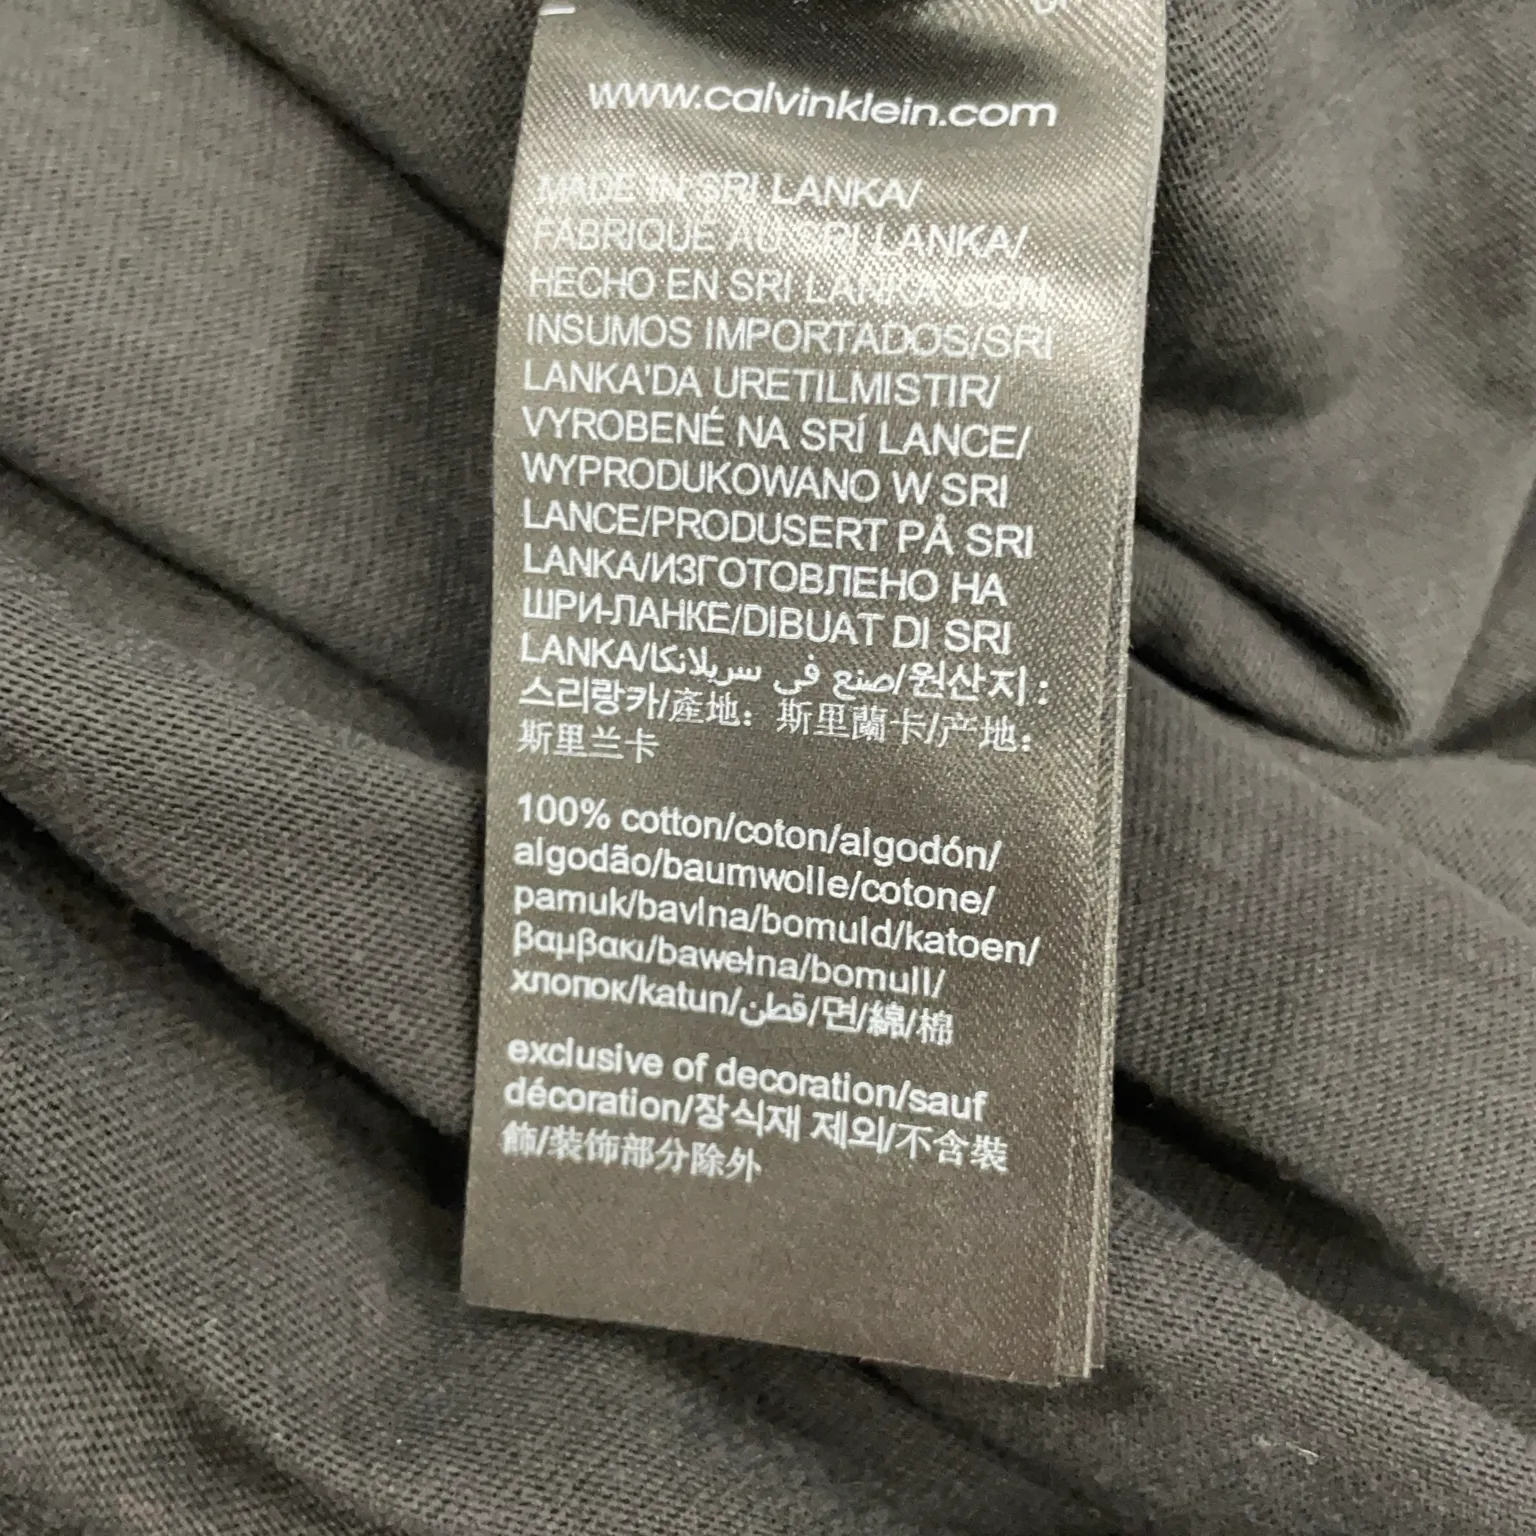 www.calvinklein.com
MADE IN SRI LANKA/
FABRIQUÉ AU SRI LANKA/
HECHO EN SRI LANKA CON
INSUMOS IMPORTADOS/SRI
LANKA'DA URETILMISTIR/
VYROBENÉ NA SRÍ LANCE/
WYPRODUKOWANO W SRI
LANCE/PRODUSERT PÅ SRI
LANKA/ИЗГОТОВЛЕНО НА
ШРИ-ЛАНКЕ/DIBUAT DI SRI
LANKA/صنع في سريلانكا/원산지 :
스리랑카/產地：斯里蘭卡/产地：
斯里兰卡
100% cotton/coton/algodón/
algodão/baumwolle/cotone/
pamuk/bavlna/bomuld/katoen/
βαμβακι/bawełna/bomull/
хлопок/katun/قطن/면/綿/棉
exclusive of decoration/sauf
décoration/장식재 제외/不含裝
飾/装饰部分除外